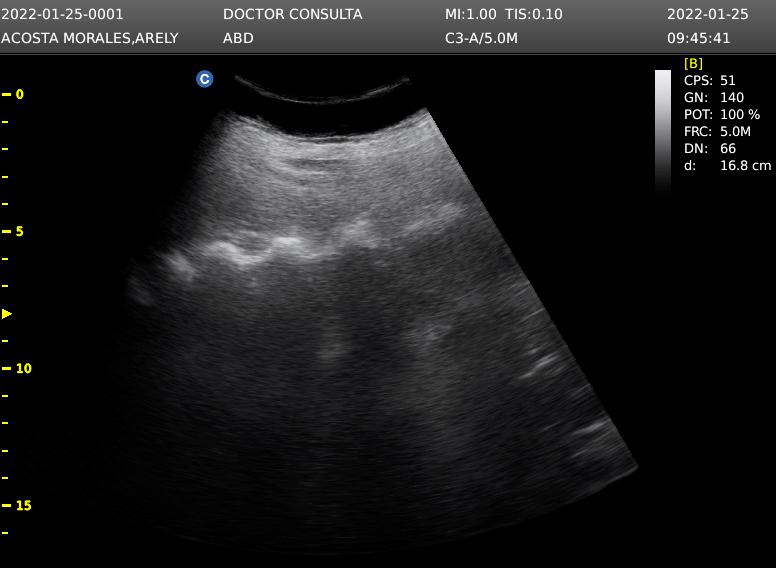 2022-01-25-0001 DOCTOR CONSULTA MI:1.00 TIS:0.10 2022-01-25
ACOSTA MORALES,ARELY ABD C3-A/5.0M 09:45:41
[B]
CPS: 51
GN: 140
POT: 100 %
FRC: 5.0M
DN: 66
d: 16.8 cm
C
0
5
10
15